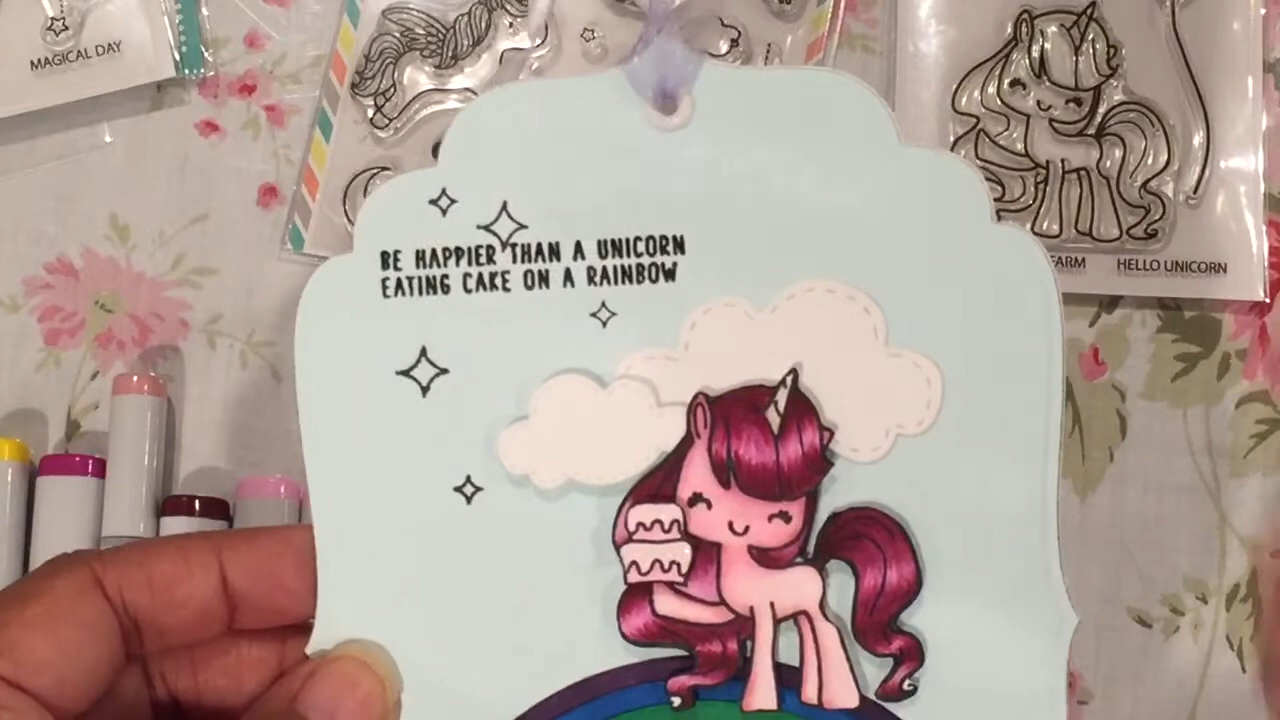 MAGICAL DAY
BE HAPPIER THAN A UNICORN
EATING CAKE ON A RAINBOW
FARM HELLO UNICORN